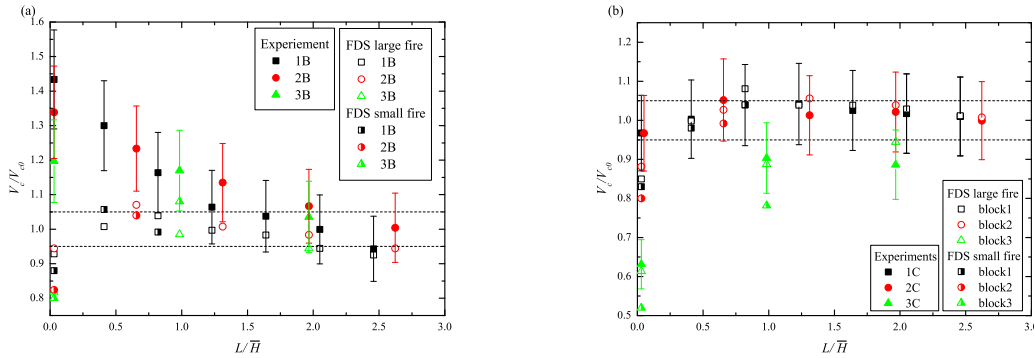 (a)
1.6
1.5
1.4
1.3
1.2
1.1
1.0
0.9
0.8
V_c/V_c0
0.0 0.5 1.0 1.5 2.0 2.5 3.0
L/H̅
Experiement
1B
2B
3B
FDS large fire
1B
2B
3B
FDS small fire
1B
2B
3B
(b)
1.2
1.1
1.0
0.9
0.8
0.7
0.6
0.5
V_c/V_c0
0.0 0.5 1.0 1.5 2.0 2.5 3.0
L/H̅
Experiments
1C
2C
3C
FDS large fire
block1
block2
block3
FDS small fire
block1
block2
block3